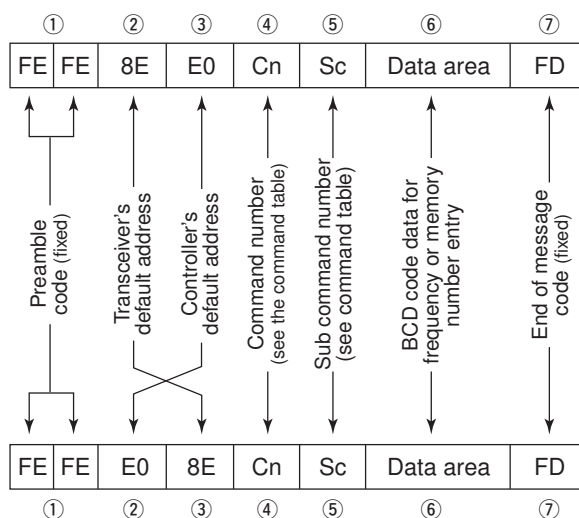 ① ② ③ ④ ⑤ ⑥ ⑦
FE FE 8E E0 Cn Sc Data area FD
Preamble
code (fixed)
Transceiver's
default address
Controller's
default address
Command number
(see the command table)
Sub command number
(see command table)
BCD code data for
frequency or memory
number entry
End of message
code (fixed)
FE FE E0 8E Cn Sc Data area FD
① ② ③ ④ ⑤ ⑥ ⑦